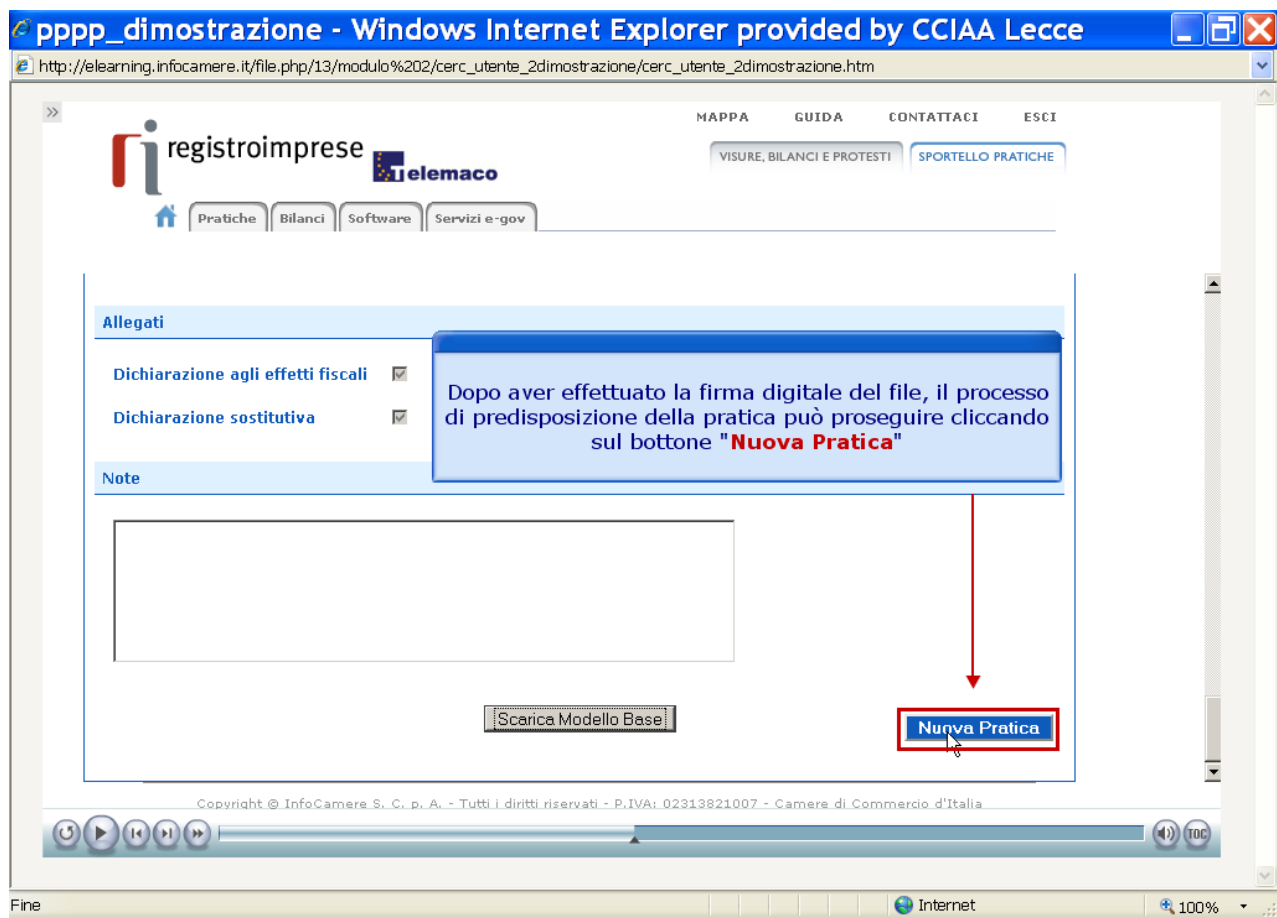 pppp_dimostrazione - Windows Internet Explorer provided by CCIAA Lecce
http://elearning.infocamere.it/file.php/13/modulo%202/cerc_utente_2dimostrazione/cerc_utente_2dimostrazione.htm
MAPPA GUIDA CONTATTACI ESCI
registroimprese
Telemaco
VISURE, BILANCI E PROTESTI SPORTELLO PRATICHE
Pratiche Bilanci Software Servizi e-gov
Allegati
Dichiarazione agli effetti fiscali
Dichiarazione sostitutiva
Dopo aver effettuato la firma digitale del file, il processo
di predisposizione della pratica può proseguire cliccando
sul bottone "Nuova Pratica"
Note
Scarica Modello Base
Nuova Pratica
Copyright © InfoCamere S. C. p. A. - Tutti i diritti riservati - P.IVA: 02313821007 - Camere di Commercio d'Italia
TOC
Fine Internet 100%